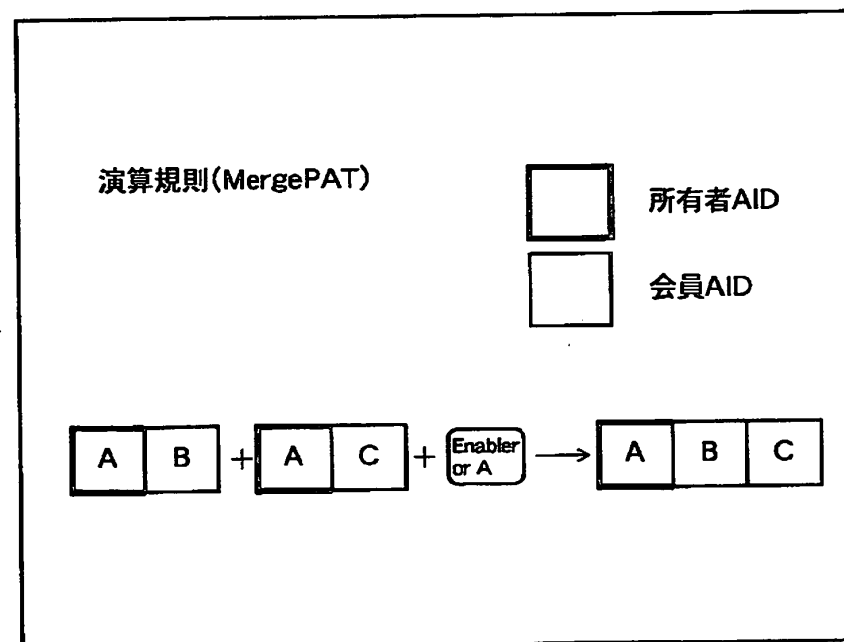 演算規則(MergePAT)
所有者AID
会員AID
A B + A C + Enabler or A → A B C